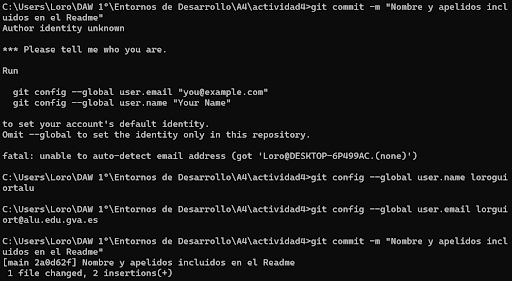 C:\Users\Loro\DAW 1°\Entornos de Desarrollo\A4\actividad4>git commit -m "Nombre y apelidos incl
uidos en el Readme"
Author identity unknown
*** Please tell me who you are.
Run
git config --global user.email "you@example.com"
git config --global user.name "Your Name"
to set your account's default identity.
Omit --global to set the identity only in this repository.
fatal: unable to auto-detect email address (got 'Loro@DESKTOP-6P499AC.(none)')
C:\Users\Loro\DAW 1°\Entornos de Desarrollo\A4\actividad4>git config --global user.name lorogui
ortalu
C:\Users\Loro\DAW 1°\Entornos de Desarrollo\A4\actividad4>git config --global user.email lorgui
ort@alu.edu.gva.es
C:\Users\Loro\DAW 1°\Entornos de Desarrollo\A4\actividad4>git commit -m "Nombre y apelidos incl
uidos en el Readme"
[main 2a0d62f] Nombre y apelidos incluidos en el Readme
1 file changed, 2 insertions(+)